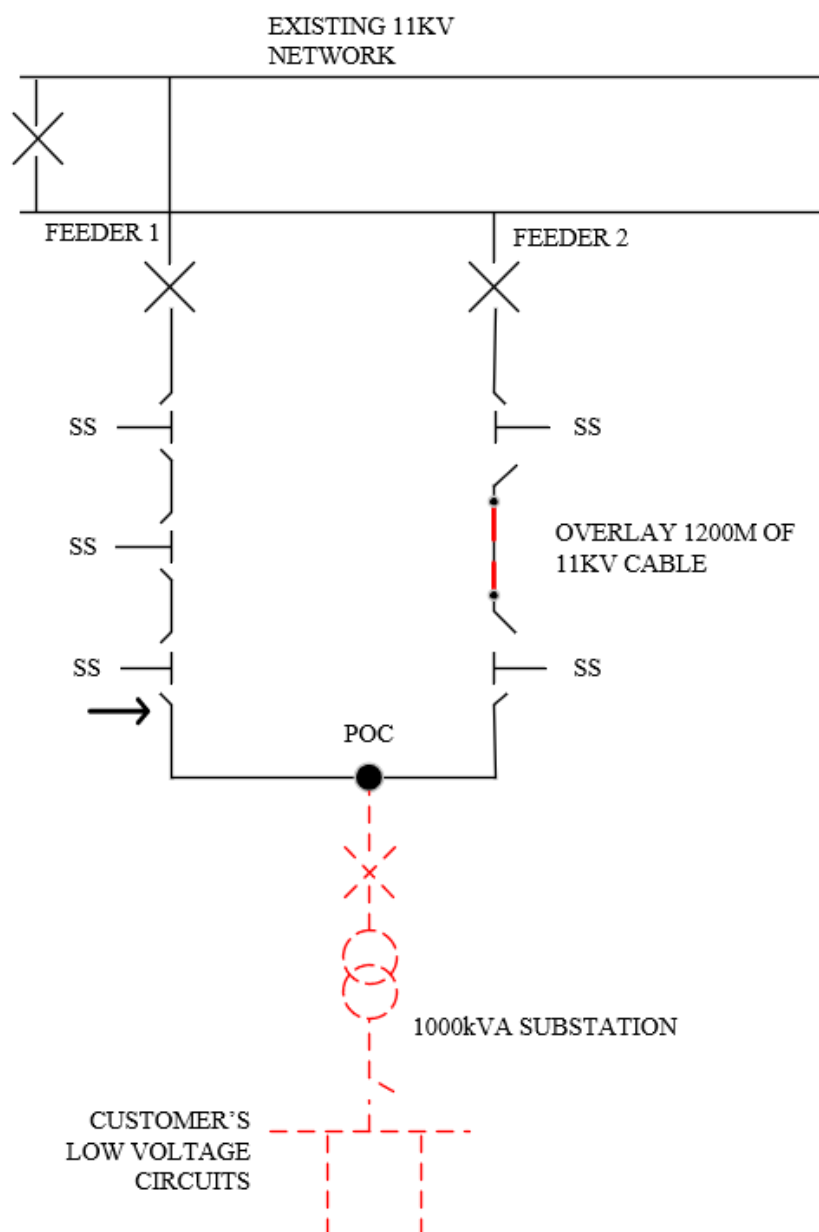 EXISTING 11KV
NETWORK
FEEDER 1
FEEDER 2
SS
SS
SS
OVERLAY 1200M OF
11KV CABLE
SS
SS
POC
1000kVA SUBSTATION
CUSTOMER’S
LOW VOLTAGE
CIRCUITS